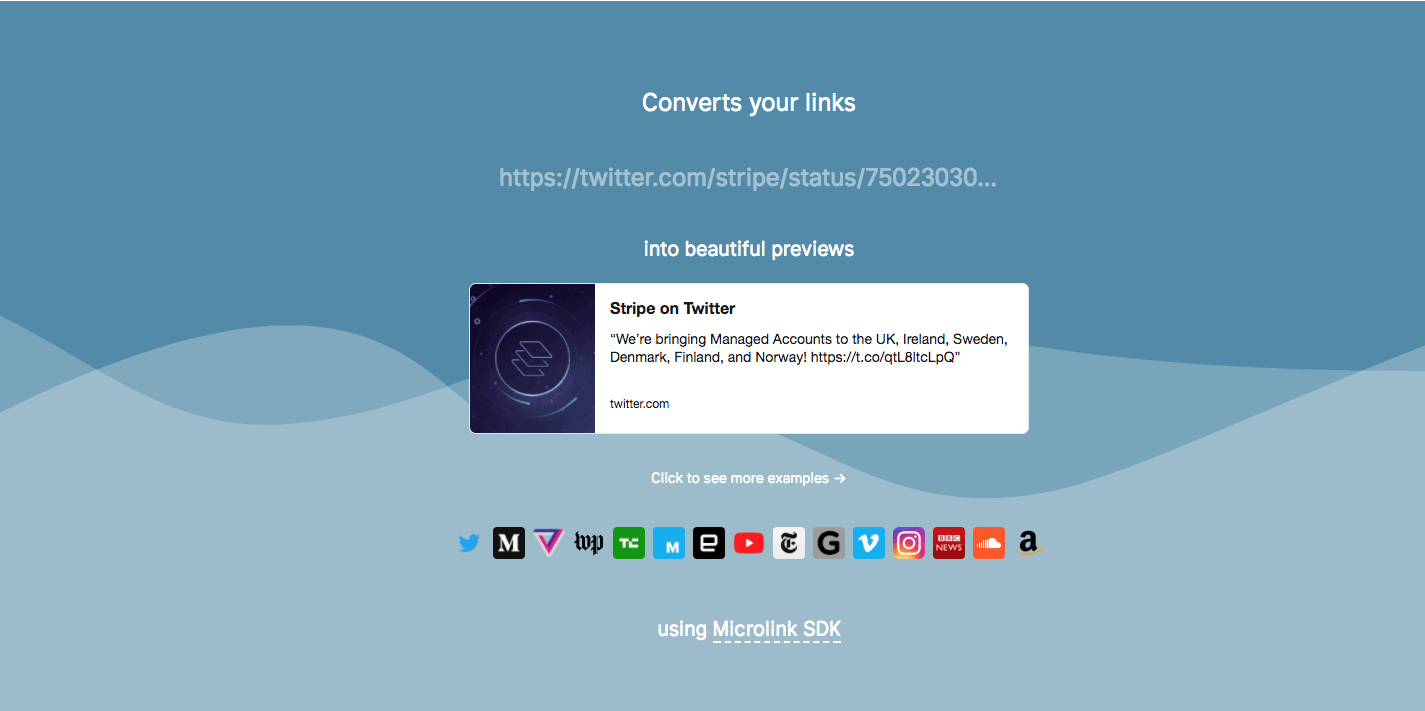 Converts your links
https://twitter.com/stripe/status/75023030...
into beautiful previews
Stripe on Twitter
“We’re bringing Managed Accounts to the UK, Ireland, Sweden,
Denmark, Finland, and Norway! https://t.co/qtL8ltcLpQ”
twitter.com
Click to see more examples →
M wp TC M e T G v BBC NEWS a
using Microlink SDK